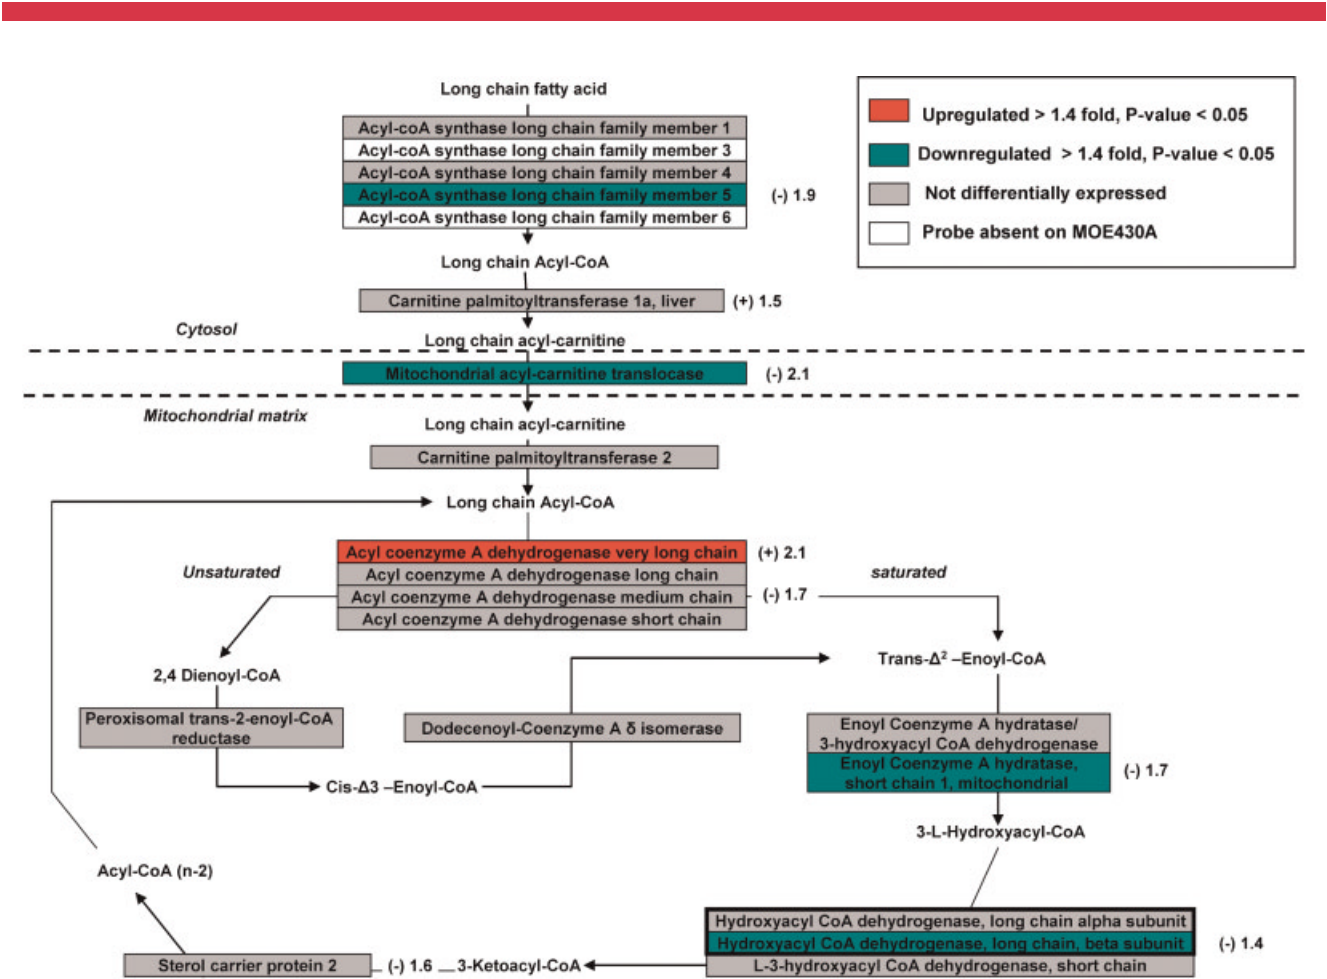 Long chain fatty acid
Acyl-coA synthase long chain family member 1
Acyl-coA synthase long chain family member 3
Acyl-coA synthase long chain family member 4
Acyl-coA synthase long chain family member 5
(-) 1.9
Acyl-coA synthase long chain family member 6
Upregulated > 1.4 fold, P-value < 0.05
Downregulated > 1.4 fold, P-value < 0.05
Not differentially expressed
Probe absent on MOE430A
Long chain Acyl-CoA
Carnitine palmitoyltransferase 1a, liver
(+) 1.5
Cytosol
Long chain acyl-carnitine
Mitochondrial acyl-carnitine translocase
(-) 2.1
Mitochondrial matrix
Long chain acyl-carnitine
Carnitine palmitoyltransferase 2
Long chain Acyl-CoA
Acyl coenzyme A dehydrogenase very long chain
(+) 2.1
Unsaturated
Acyl coenzyme A dehydrogenase long chain
saturated
Acyl coenzyme A dehydrogenase medium chain
(-) 1.7
Acyl coenzyme A dehydrogenase short chain
2,4 Dienoyl-CoA
Trans-Δ² –Enoyl-CoA
Peroxisomal trans-2-enoyl-CoA
reductase
Dodecenoyl-Coenzyme A δ isomerase
Enoyl Coenzyme A hydratase/
3-hydroxyacyl CoA dehydrogenase
Enoyl Coenzyme A hydratase,
short chain 1, mitochondrial
(-) 1.7
Cis-Δ3 –Enoyl-CoA
3-L-Hydroxyacyl-CoA
Acyl-CoA (n-2)
Hydroxyacyl CoA dehydrogenase, long chain alpha subunit
Hydroxyacyl CoA dehydrogenase, long chain, beta subunit
(-) 1.4
L-3-hydroxyacyl CoA dehydrogenase, short chain
3-Ketoacyl-CoA
(-) 1.6
Sterol carrier protein 2